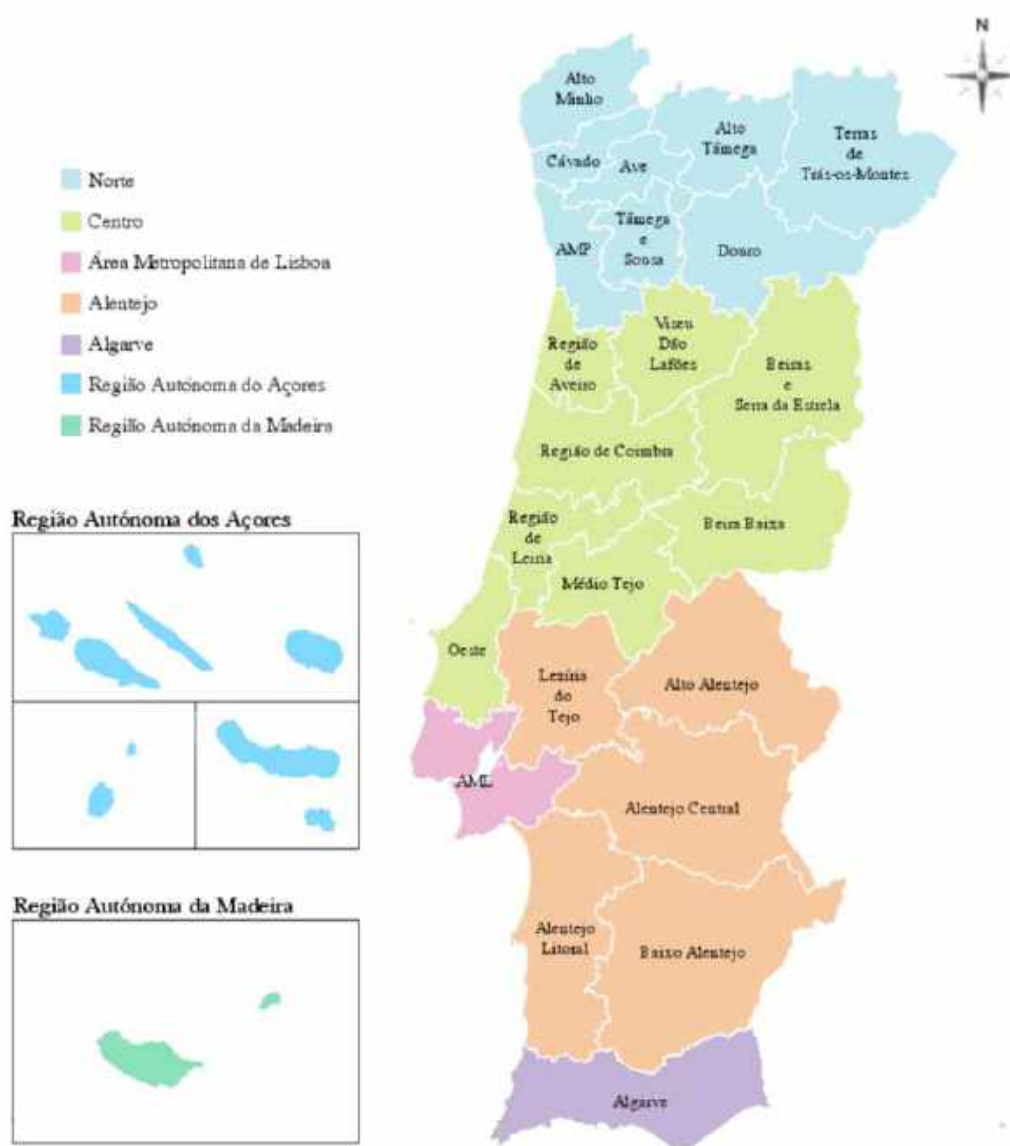 N
Norte
Centro
Área Metropolitana de Lisboa
Alentejo
Algarve
Região Autónoma do Açores
Região Autónoma da Madeira
Região Autónoma dos Açores
Região Autónoma da Madeira
Alto
Minho
Cávado
Ave
Alto
Tâmega
Terras
de
Trás-os-Montes
AMP
Tâmega
e
Sousa
Douro
Região
de
Aveiro
Viseu
Dão
Lafões
Beiras
e
Serra da Estrela
Região de Coimbra
Região
de
Leiria
Beira Baixa
Médio Tejo
Oeste
Lezíria
do
Tejo
Alto Alentejo
AML
Alentejo Central
Alentejo
Litoral
Baixo Alentejo
Algarve